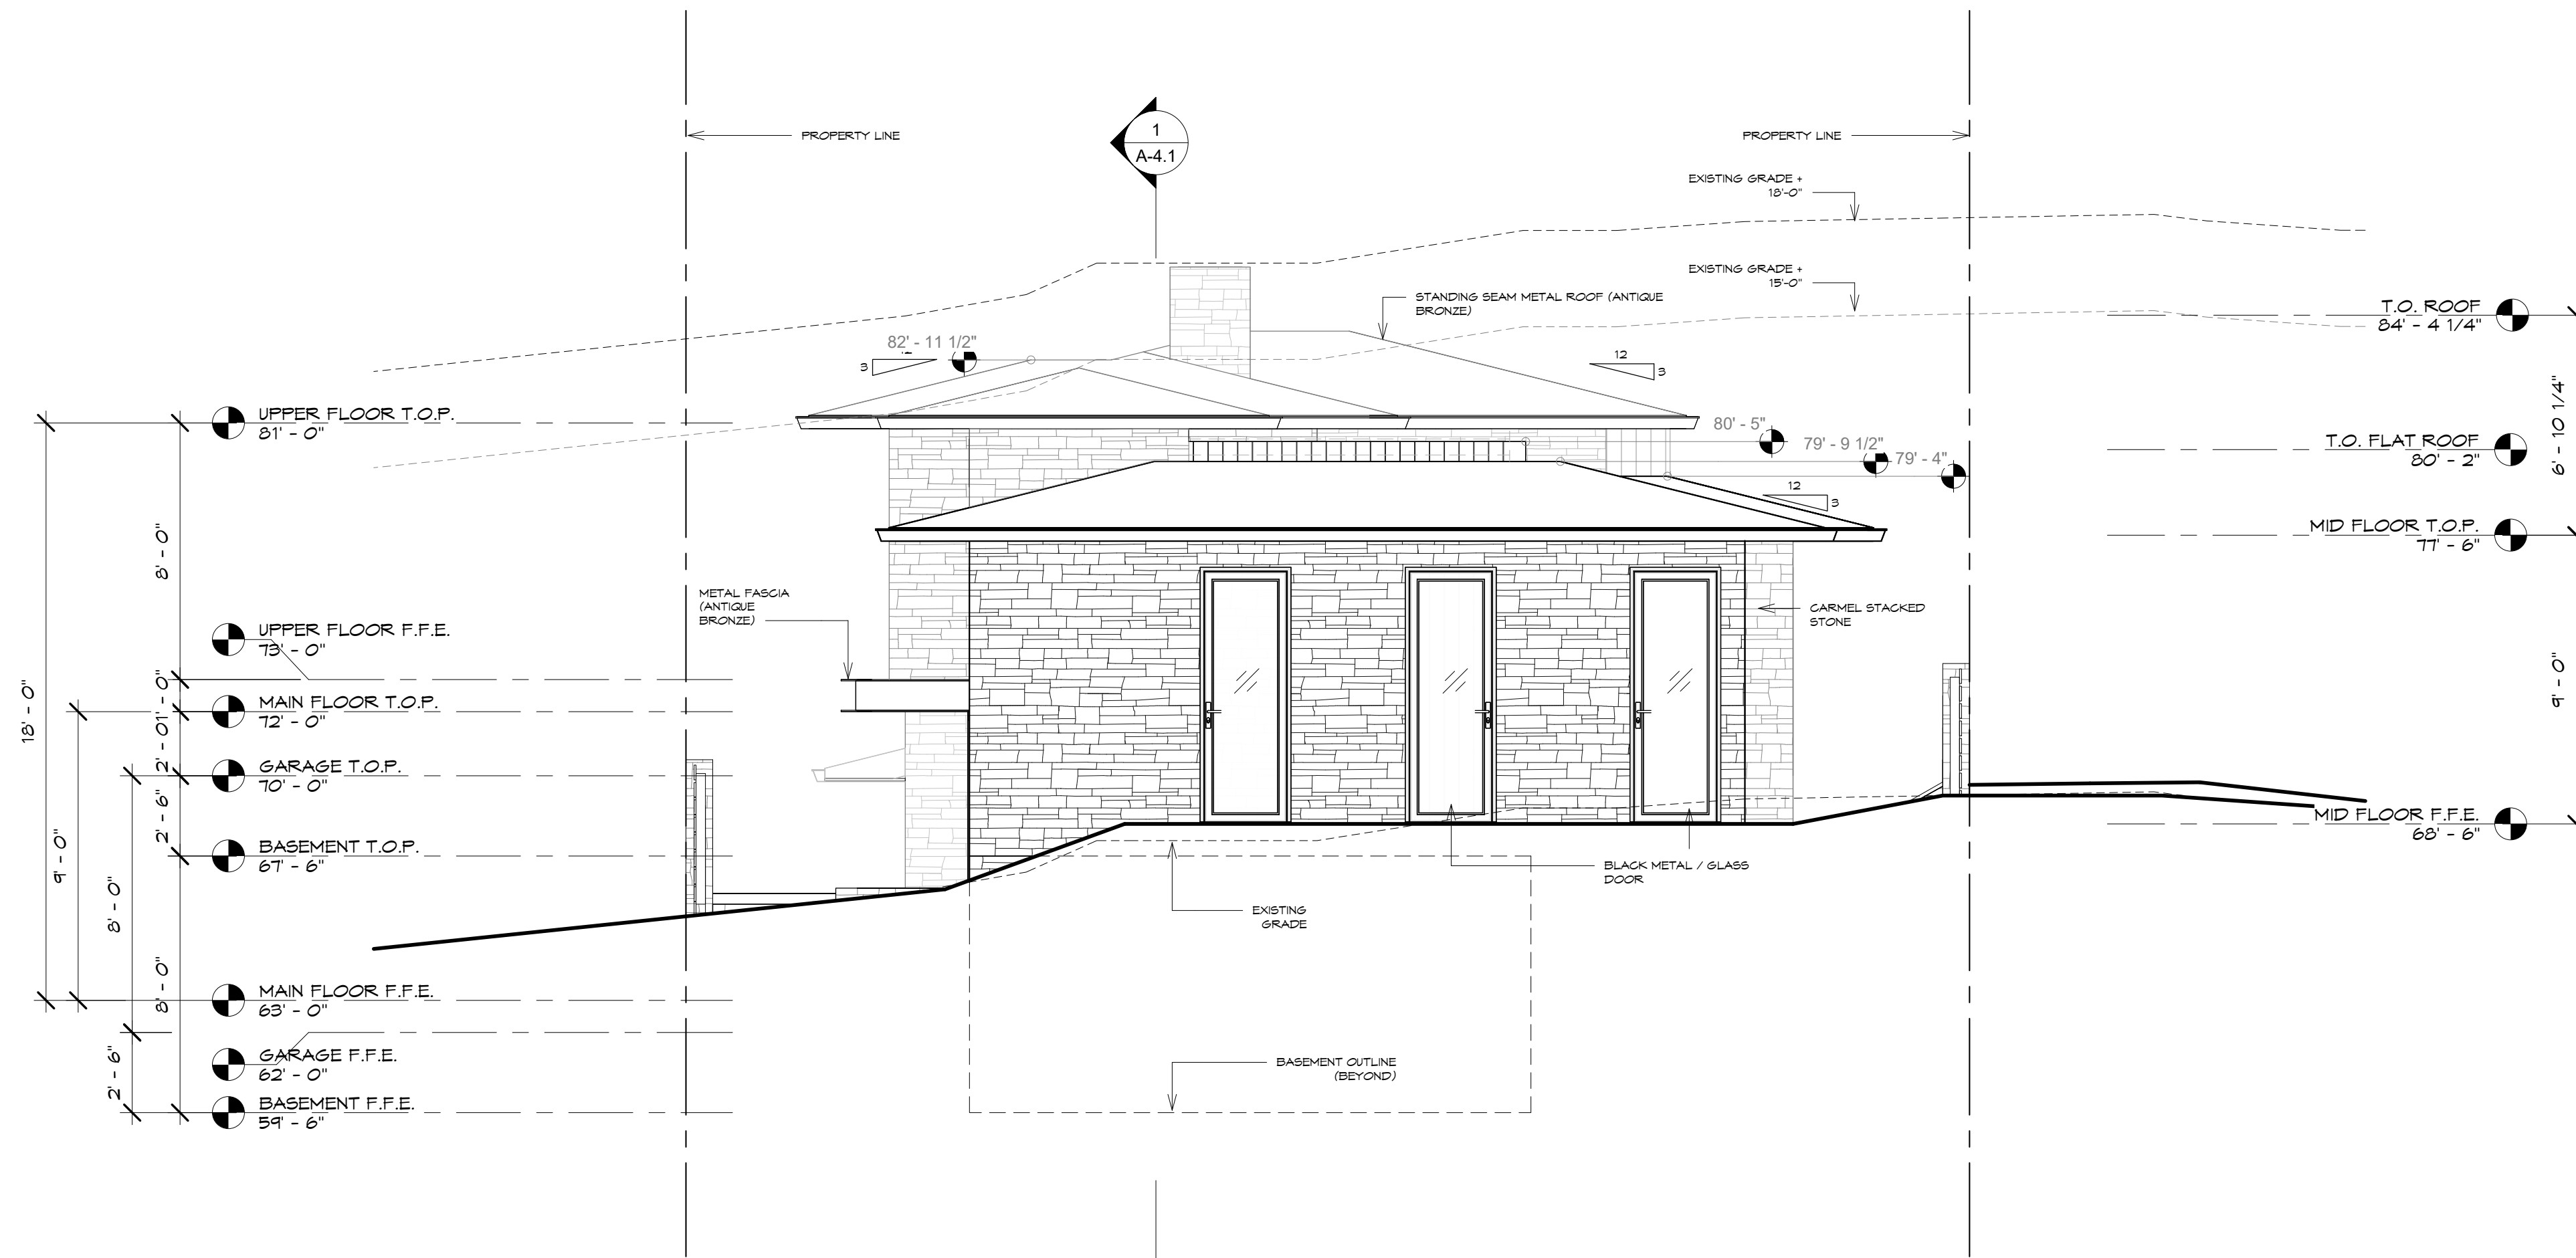 PROPERTY LINE
1
A-4.1
PROPERTY LINE
EXISTING GRADE +
18'-0"
EXISTING GRADE +
15'-0"
STANDING SEAM METAL ROOF (ANTIQUE
BRONZE)
T.O. ROOF
84' - 4 1/4"
82' - 11 1/2"
12
3
12
3
UPPER FLOOR T.O.P.
81' - 0"
80' - 5"
79' - 9 1/2"
79' - 4"
6' - 10 1/4"
T.O. FLAT ROOF
80' - 2"
12
3
MID FLOOR T.O.P.
77' - 6"
8' - 0"
METAL FASCIA
(ANTIQUE
BRONZE)
CARMEL STACKED
STONE
UPPER FLOOR F.F.E.
73' - 0"
18' - 0"
1' - 0"
9' - 0"
MAIN FLOOR T.O.P.
72' - 0"
2' - 0"
GARAGE T.O.P.
70' - 0"
2' - 6"
MID FLOOR F.F.E.
68' - 6"
BASEMENT T.O.P.
67' - 6"
9' - 0"
8' - 0"
BLACK METAL / GLASS
DOOR
EXISTING
GRADE
8' - 0"
MAIN FLOOR F.F.E.
63' - 0"
GARAGE F.F.E.
62' - 0"
2' - 6"
BASEMENT OUTLINE
(BEYOND)
BASEMENT F.F.E.
59' - 6"